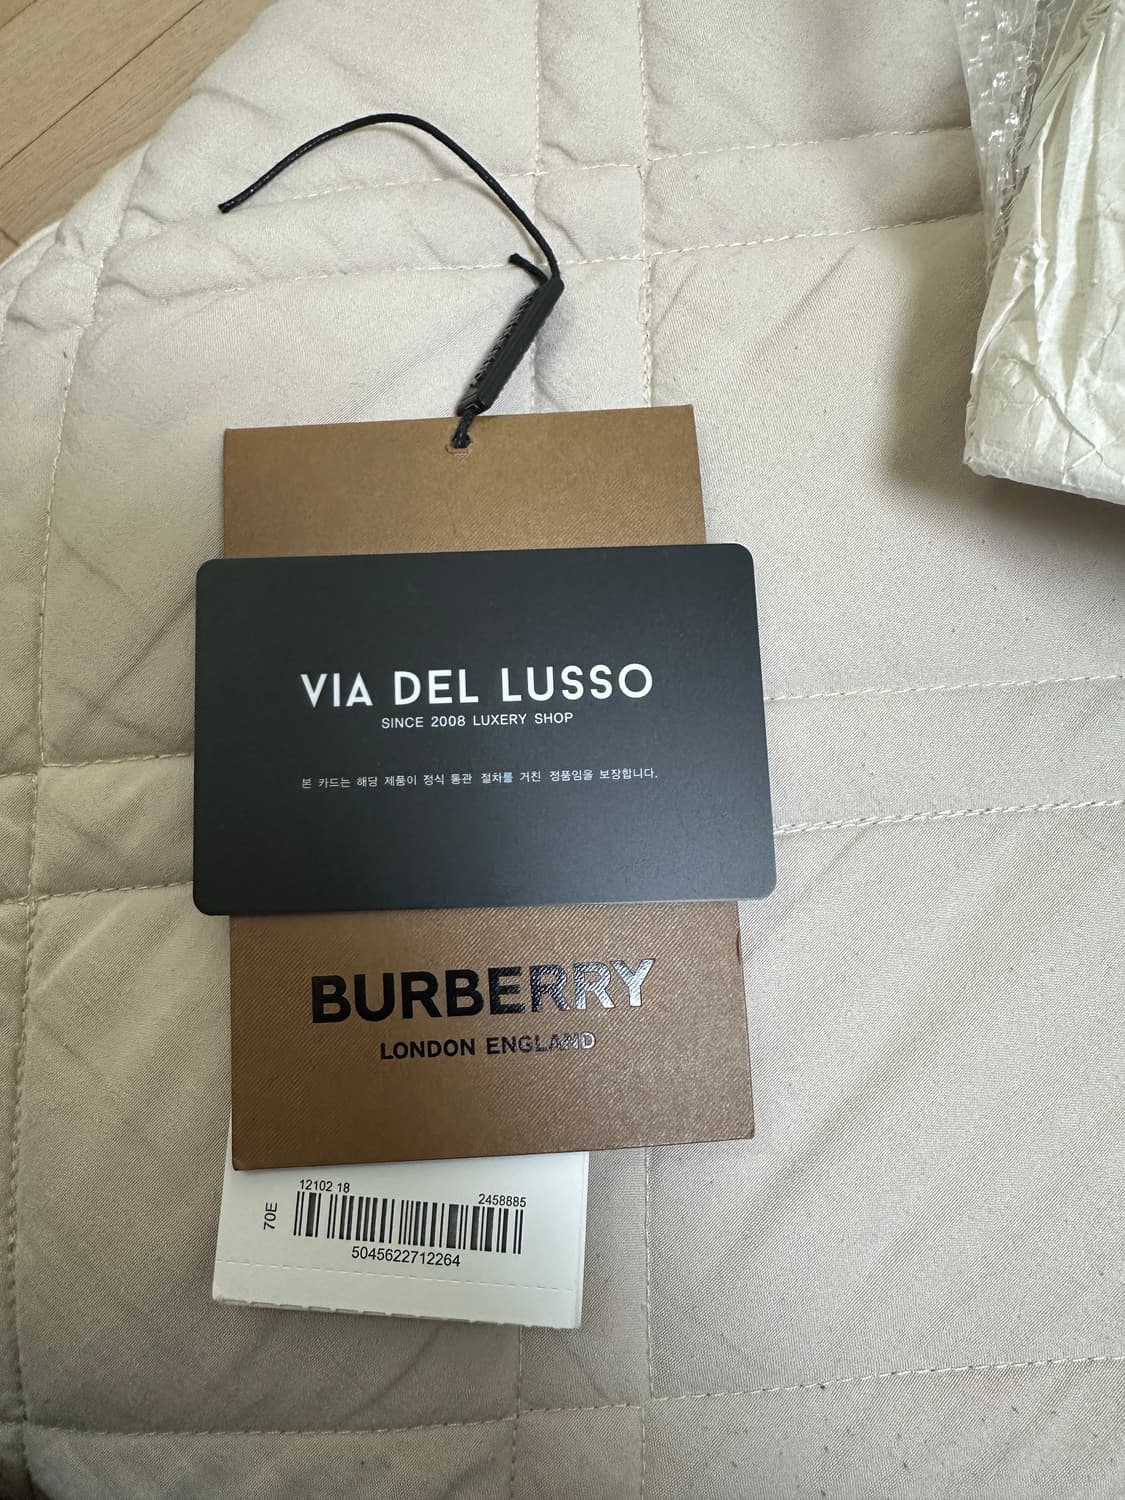 VIA DEL LUSSO
SINCE 2008 LUXERY SHOP
본 카드는 해당 제품이 정식 통관 절차를 거친 정품임을 보장합니다.
BURBERRY
LONDON ENGLAND
70E
12102 18
2458885
5045622712264